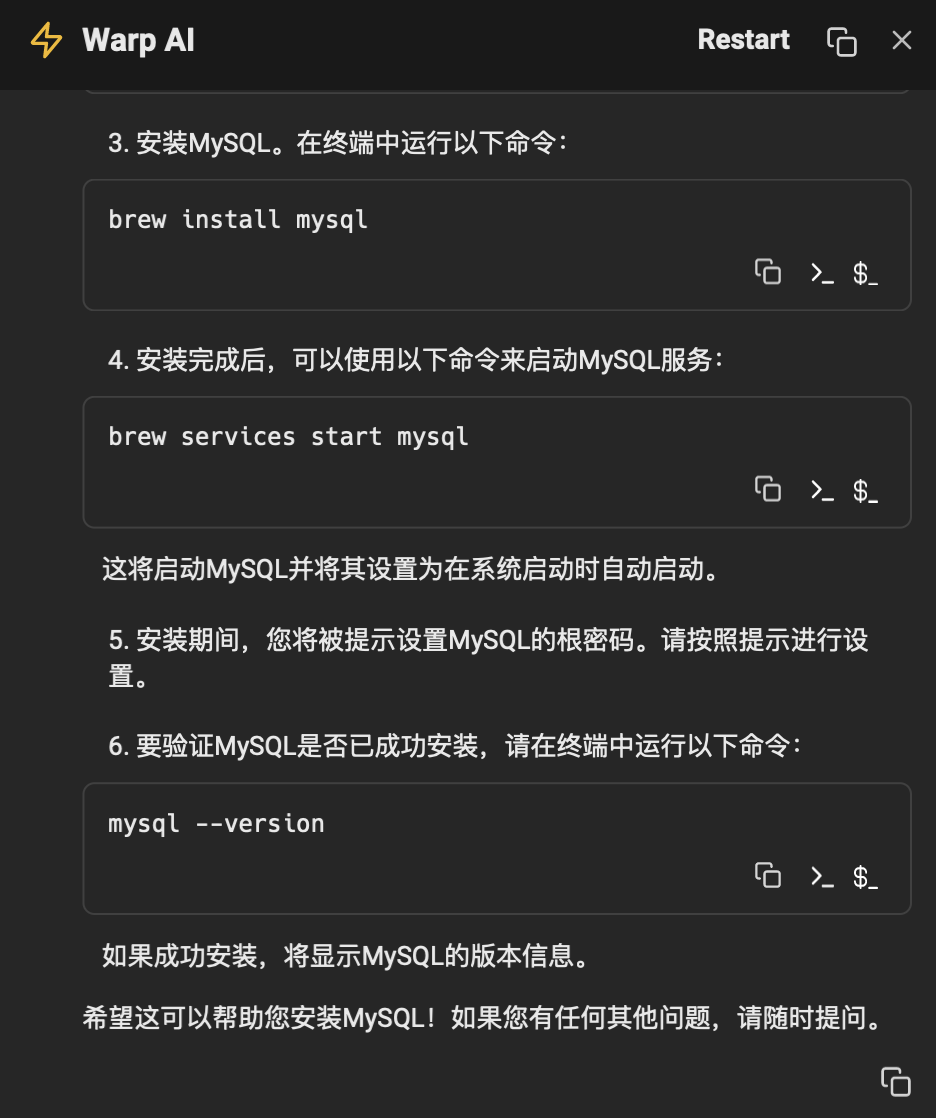 Warp AI
Restart
3. 安装MySQL。在终端中运行以下命令：
brew install mysql
>_ $_
4. 安装完成后，可以使用以下命令来启动MySQL服务：
brew services start mysql
>_ $_
这将启动MySQL并将其设置为在系统启动时自动启动。
5. 安装期间，您将被提示设置MySQL的根密码。请按照提示进行设
置。
6. 要验证MySQL是否已成功安装，请在终端中运行以下命令：
mysql --version
>_ $_
如果成功安装，将显示MySQL的版本信息。
希望这可以帮助您安装MySQL！如果您有任何其他问题，请随时提问。